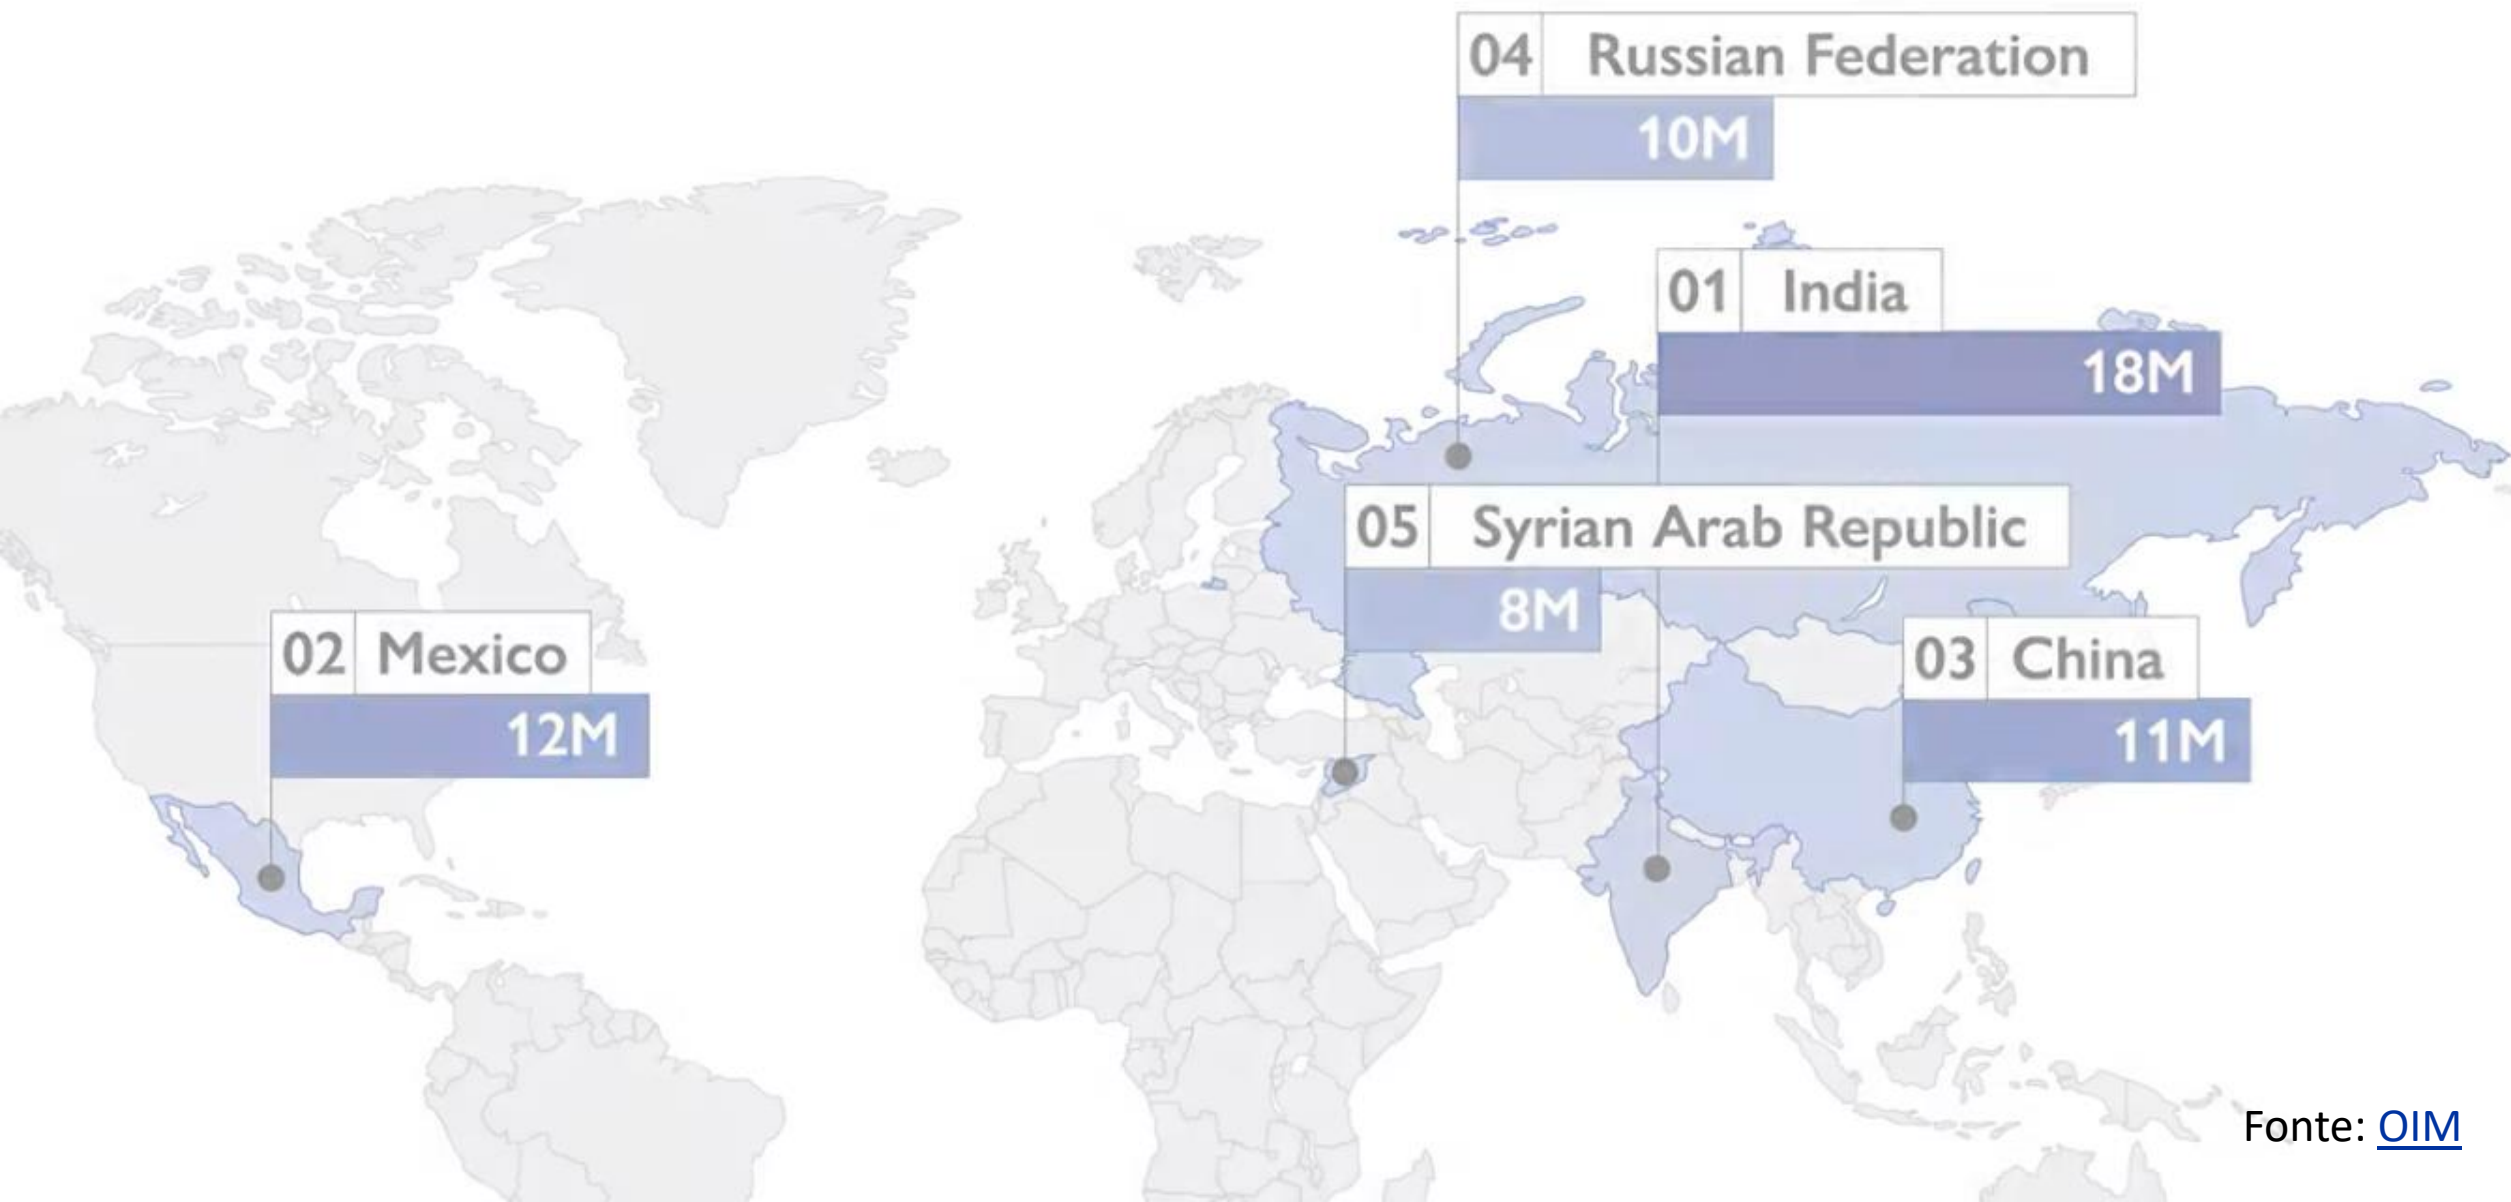 04 Russian Federation
10M
01 India
18M
05 Syrian Arab Republic
8M
02 Mexico
12M
03 China
11M
Fonte: OIM